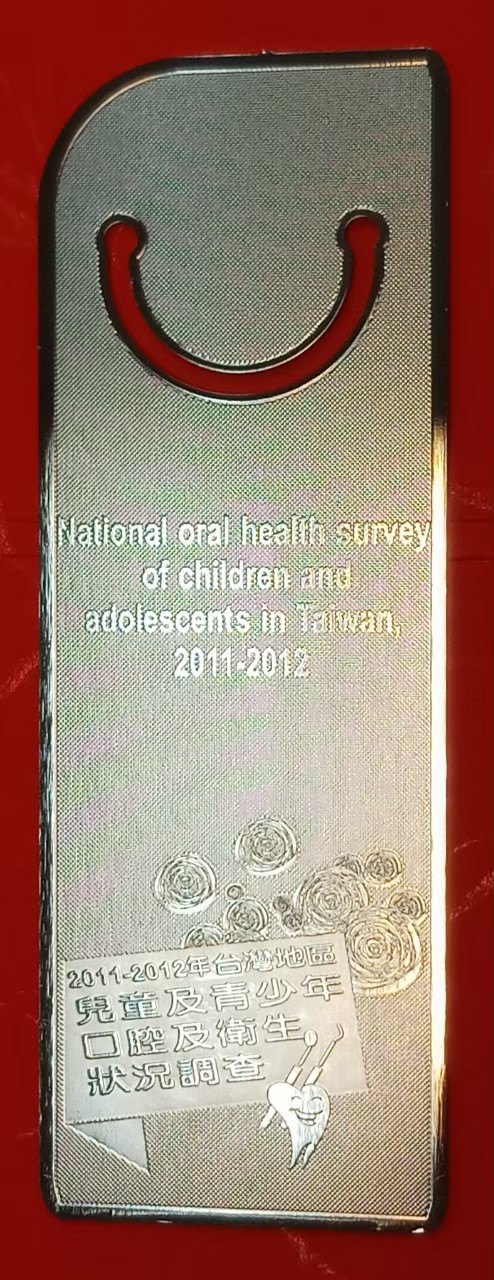 National oral health survey
of children and
adolescents in Taiwan,
2011-2012
2011-2012年台灣地區
兒童及青少年
口腔及衛生
狀況調查